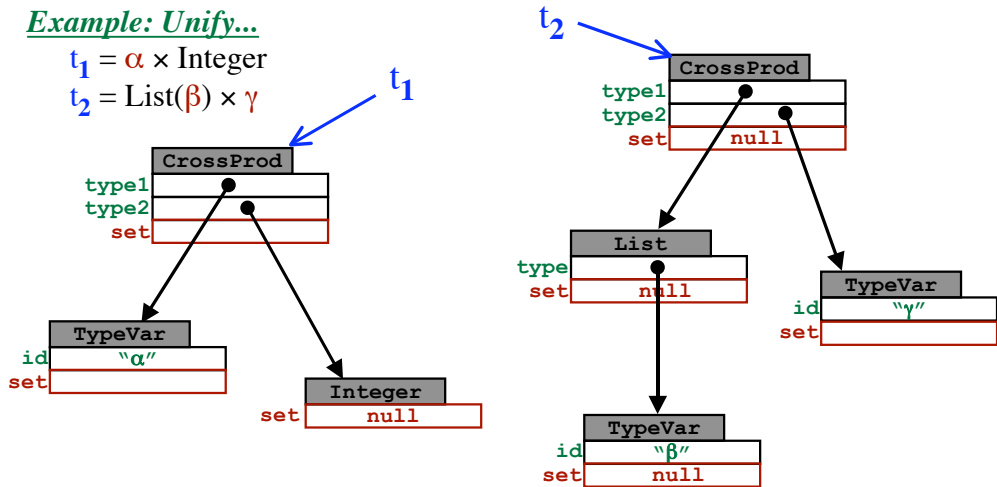 Example: Unify...
t1 = α × Integer
t2 = List(β) × γ
t1
CrossProd
type1
type2
set
TypeVar
id "α"
set
Integer
set null
t2
CrossProd
type1
type2
set null
List
type
set null
TypeVar
id "γ"
set
TypeVar
id "β"
set null